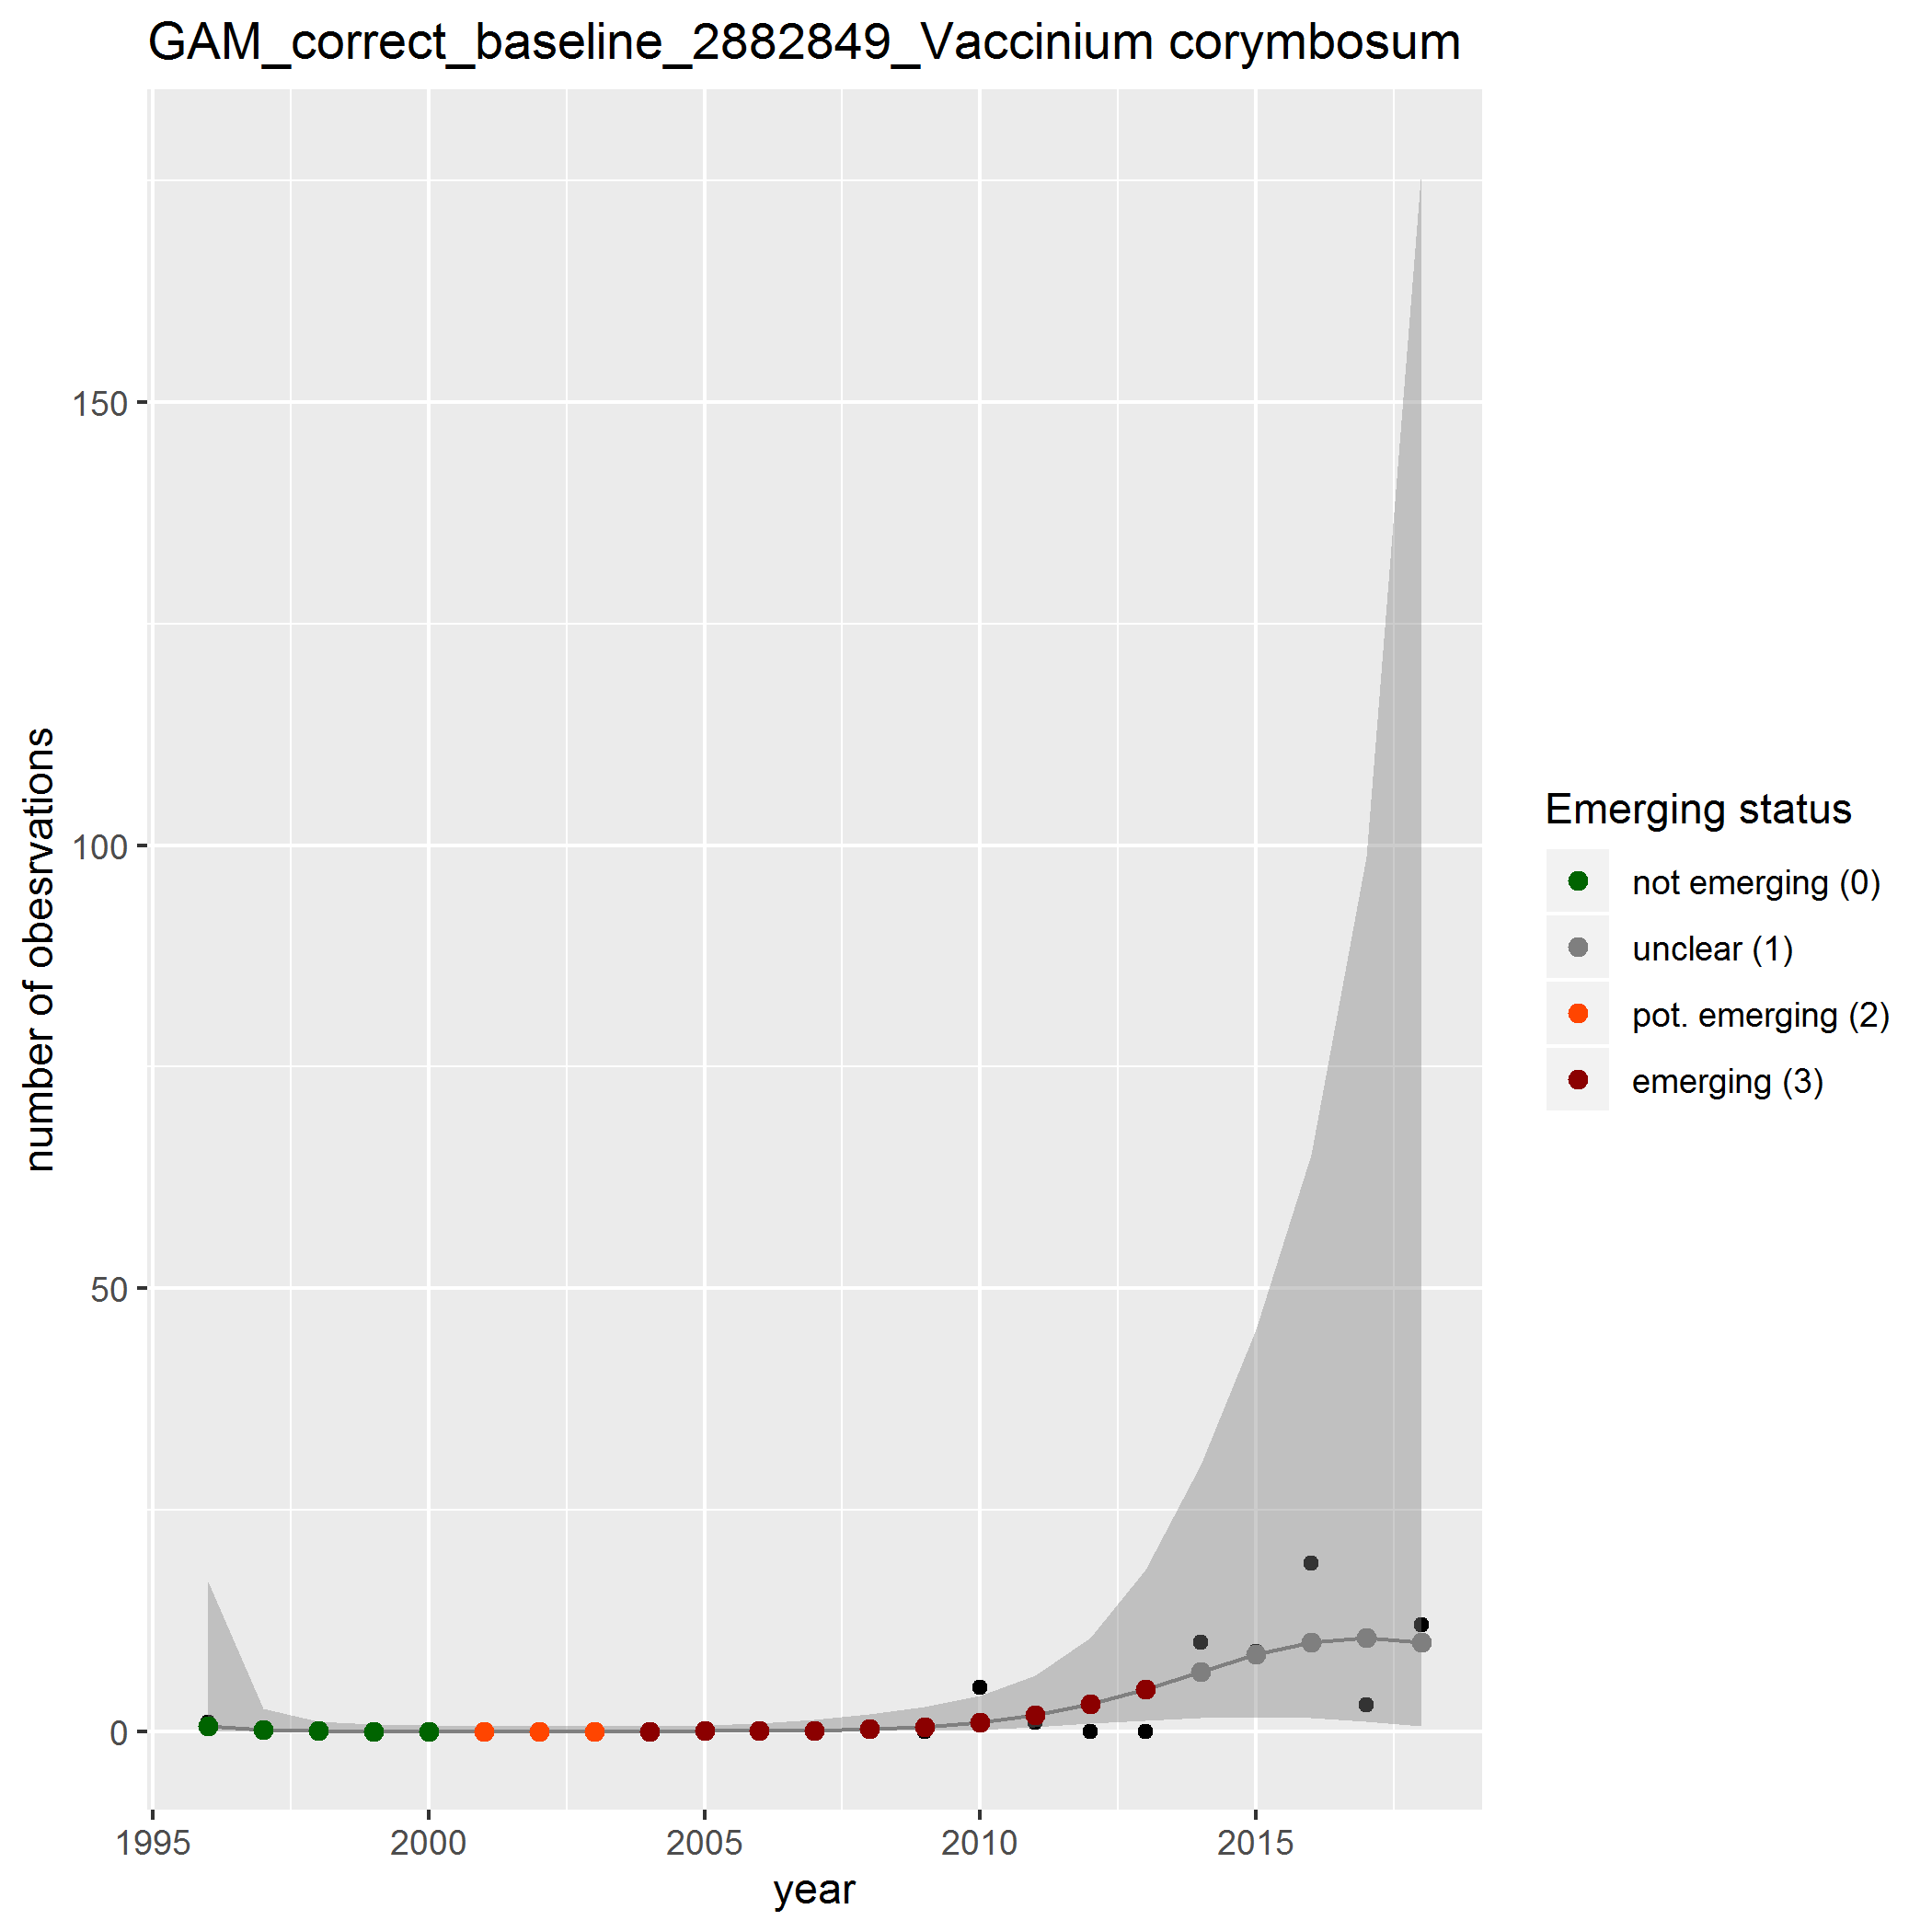 GAM_correct_baseline_2882849_Vaccinium corymbosum
number of obesrvations
150
100
50
0
1995
2000
2005
2010
2015
year
Emerging status
not emerging (0)
unclear (1)
pot. emerging (2)
emerging (3)